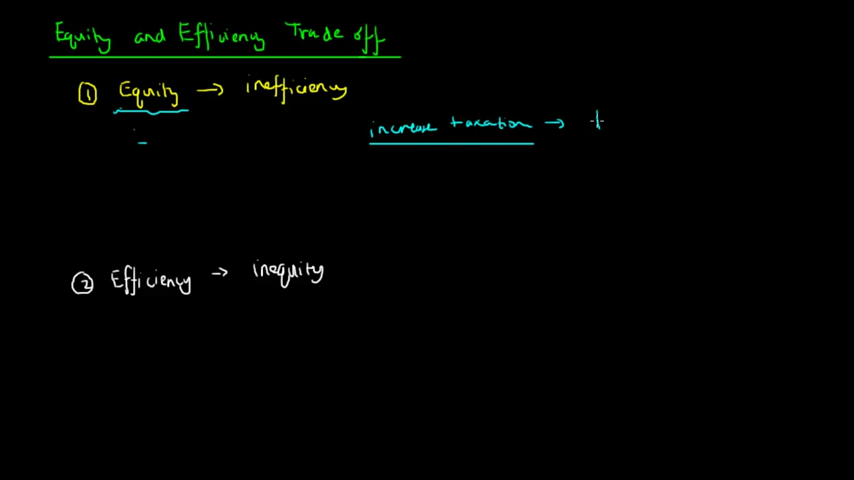 Equity and Efficiency Trade off
① Equity → inefficiency
increase taxation →
② Efficiency → inequity